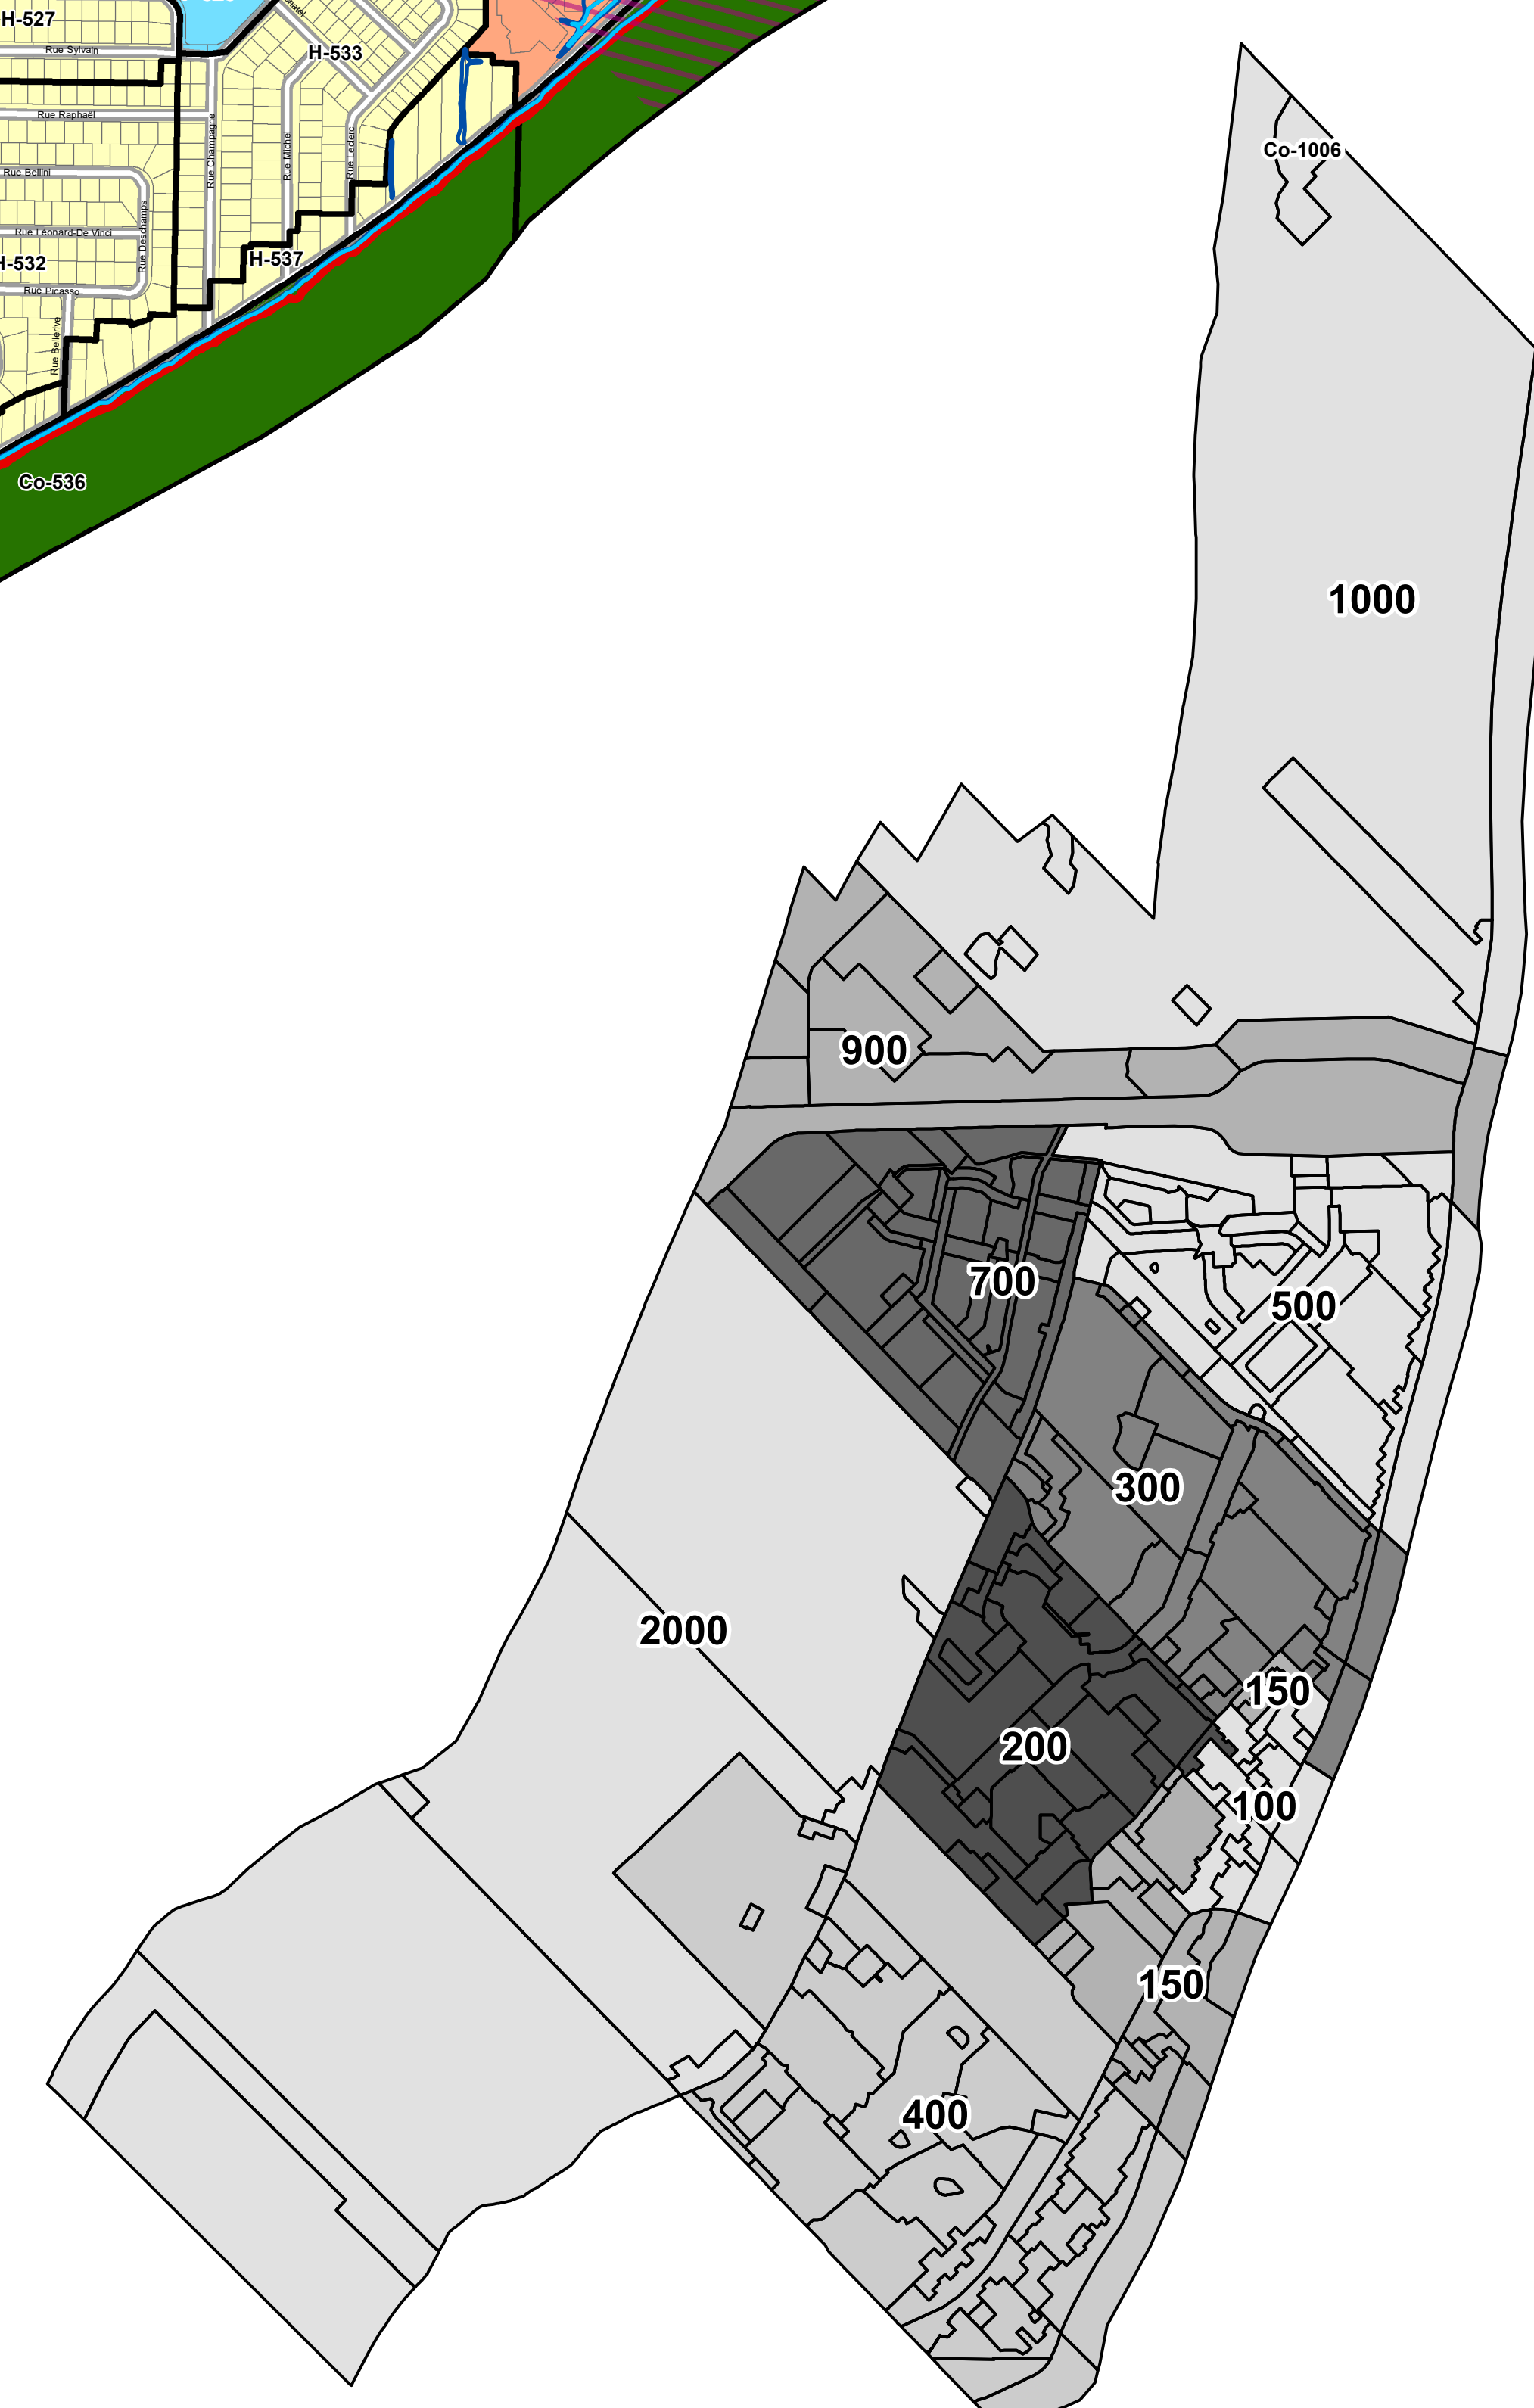 H-527
Rue Sylvain
H-533
Rue Raphaël
Rue Champagne
Rue Michel
Rue Leclerc
Rue Bellini
Rue Deschamps
Rue Léonard-De Vinci
H-532
H-537
Rue Picasso
Rue Bellerive
Co-536
Co-1006
1000
900
700
500
300
2000
150
200
100
150
400